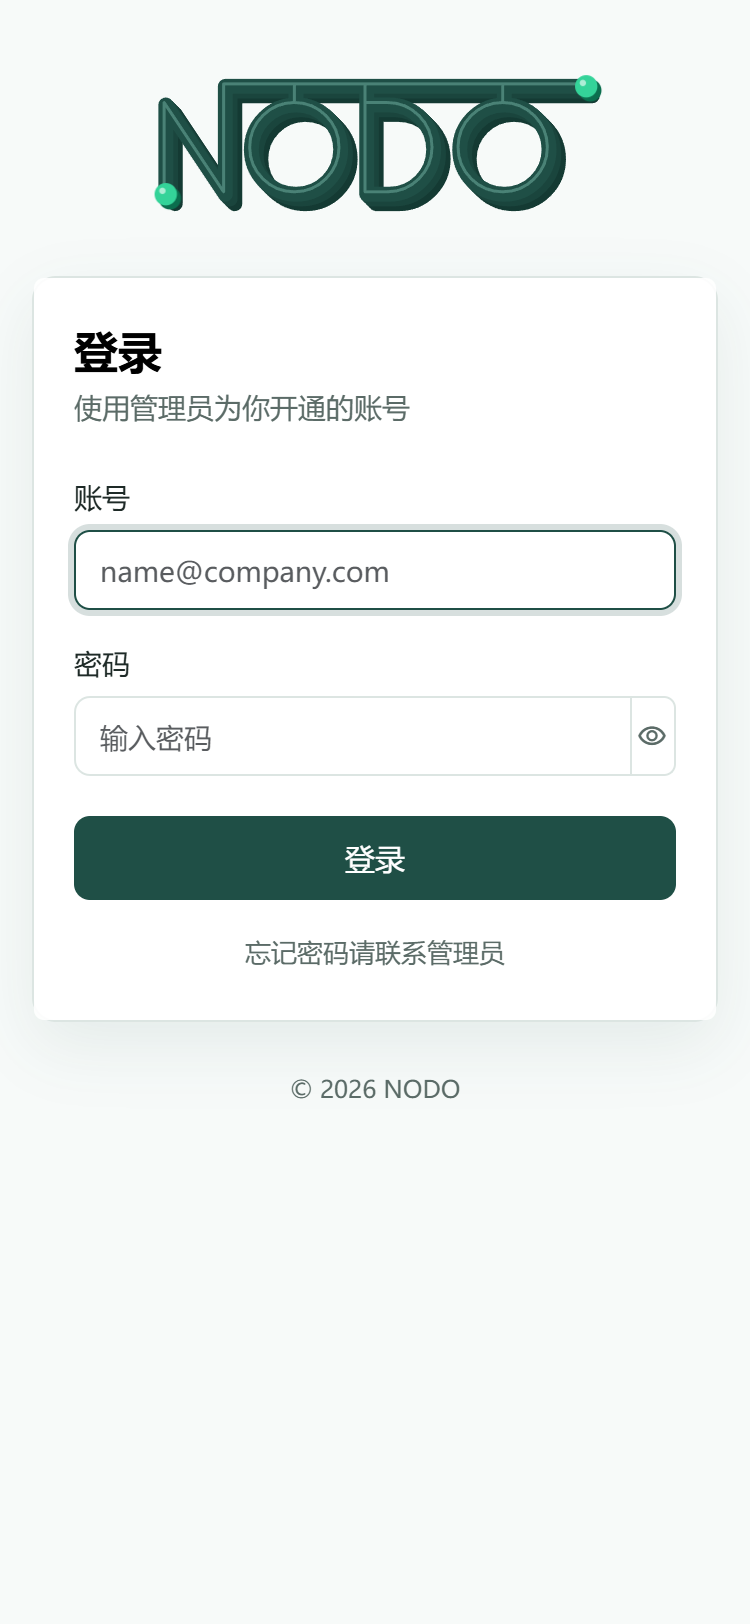 NODO
登录
使用管理员为你开通的账号
账号
name@company.com
密码
输入密码
登录
忘记密码请联系管理员
© 2026 NODO